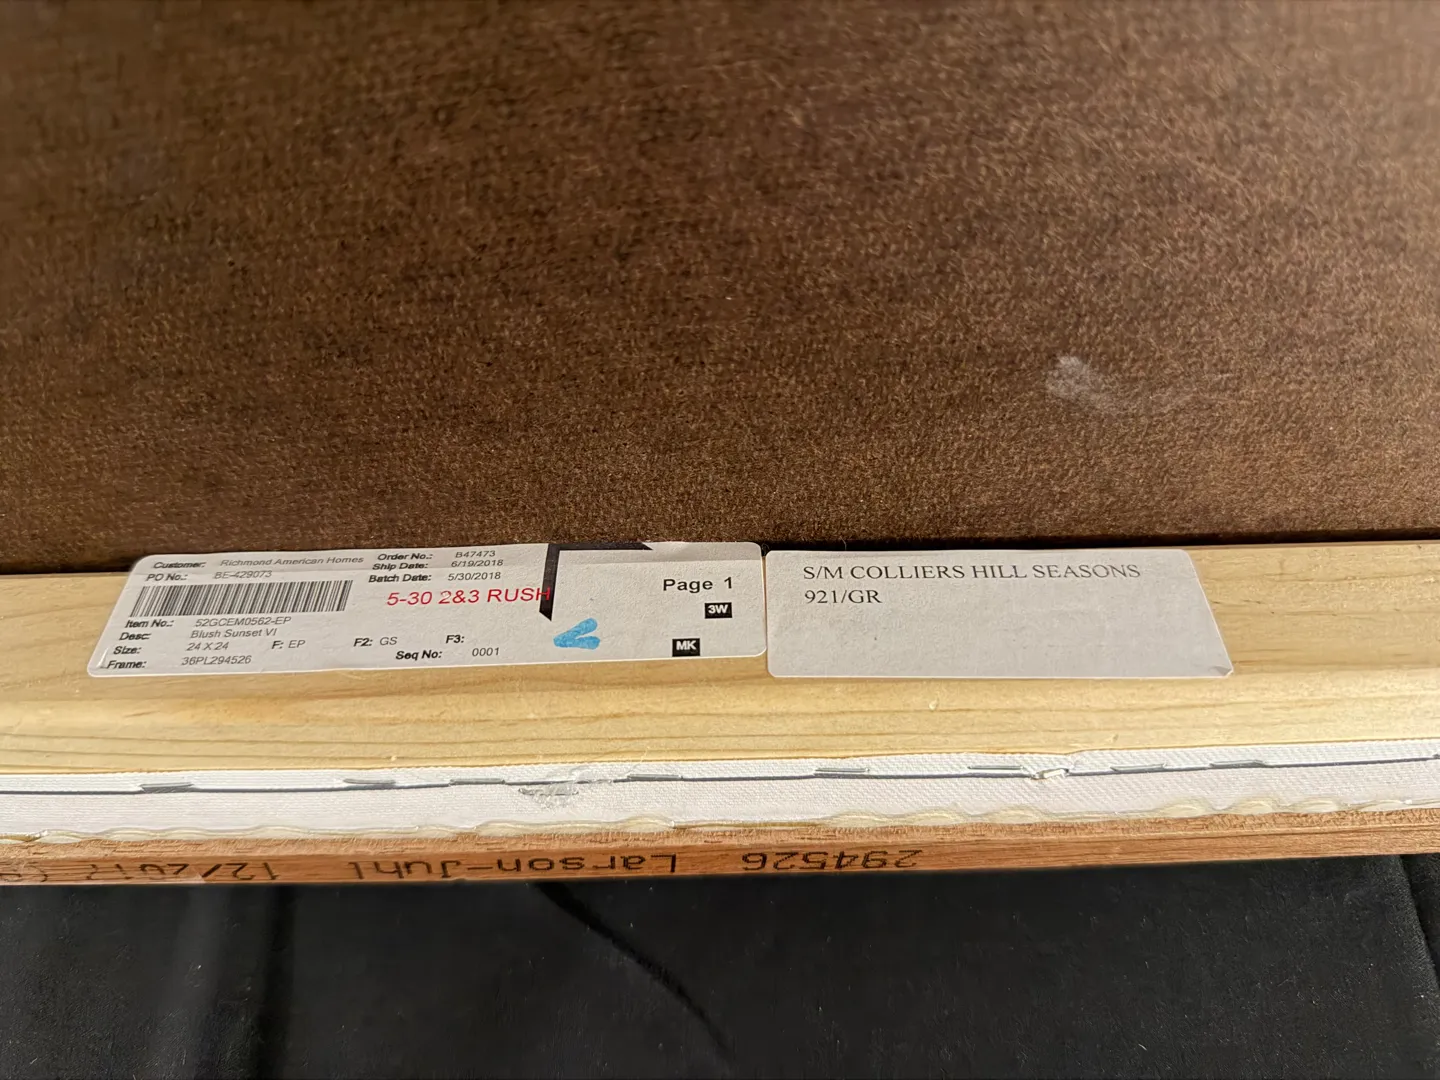 Customer: Richmond American Homes
PO No.: BE-429073
Order No.: B47473
Ship Date: 6/19/2018
Batch Date: 5/30/2018
5-30 2&3 RUSH
Item No.: 52GCEM0562-EP
Desc: Blush Sunset VI
Size: 24 X 24 F: EP F2: GS F3:
Frame: 36PL294526 Seq No: 0001
Page 1
3W
MK
S/M COLLIERS HILL SEASONS
921/GR
294526 Larson-Juhl